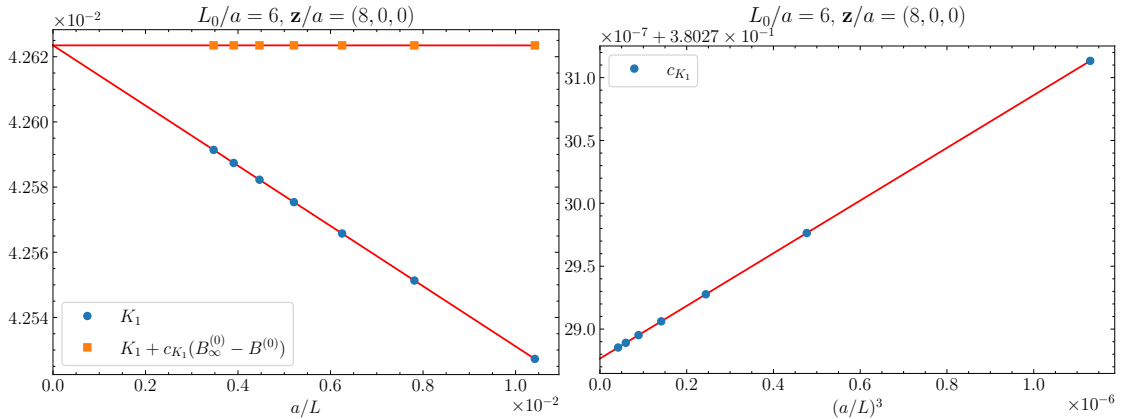 L_0/a = 6, z/a = (8, 0, 0)
×10^{-2}
4.262
4.260
4.258
4.256
4.254
K_1
K_1 + c_{K_1}(B_∞^{(0)} − B^{(0)})
0.0 0.2 0.4 0.6 0.8 1.0
×10^{-2}
a/L
L_0/a = 6, z/a = (8, 0, 0)
×10^{-7} + 3.8027 × 10^{-1}
c_{K_1}
31.0
30.5
30.0
29.5
29.0
0.0 0.2 0.4 0.6 0.8 1.0
×10^{-6}
(a/L)^3